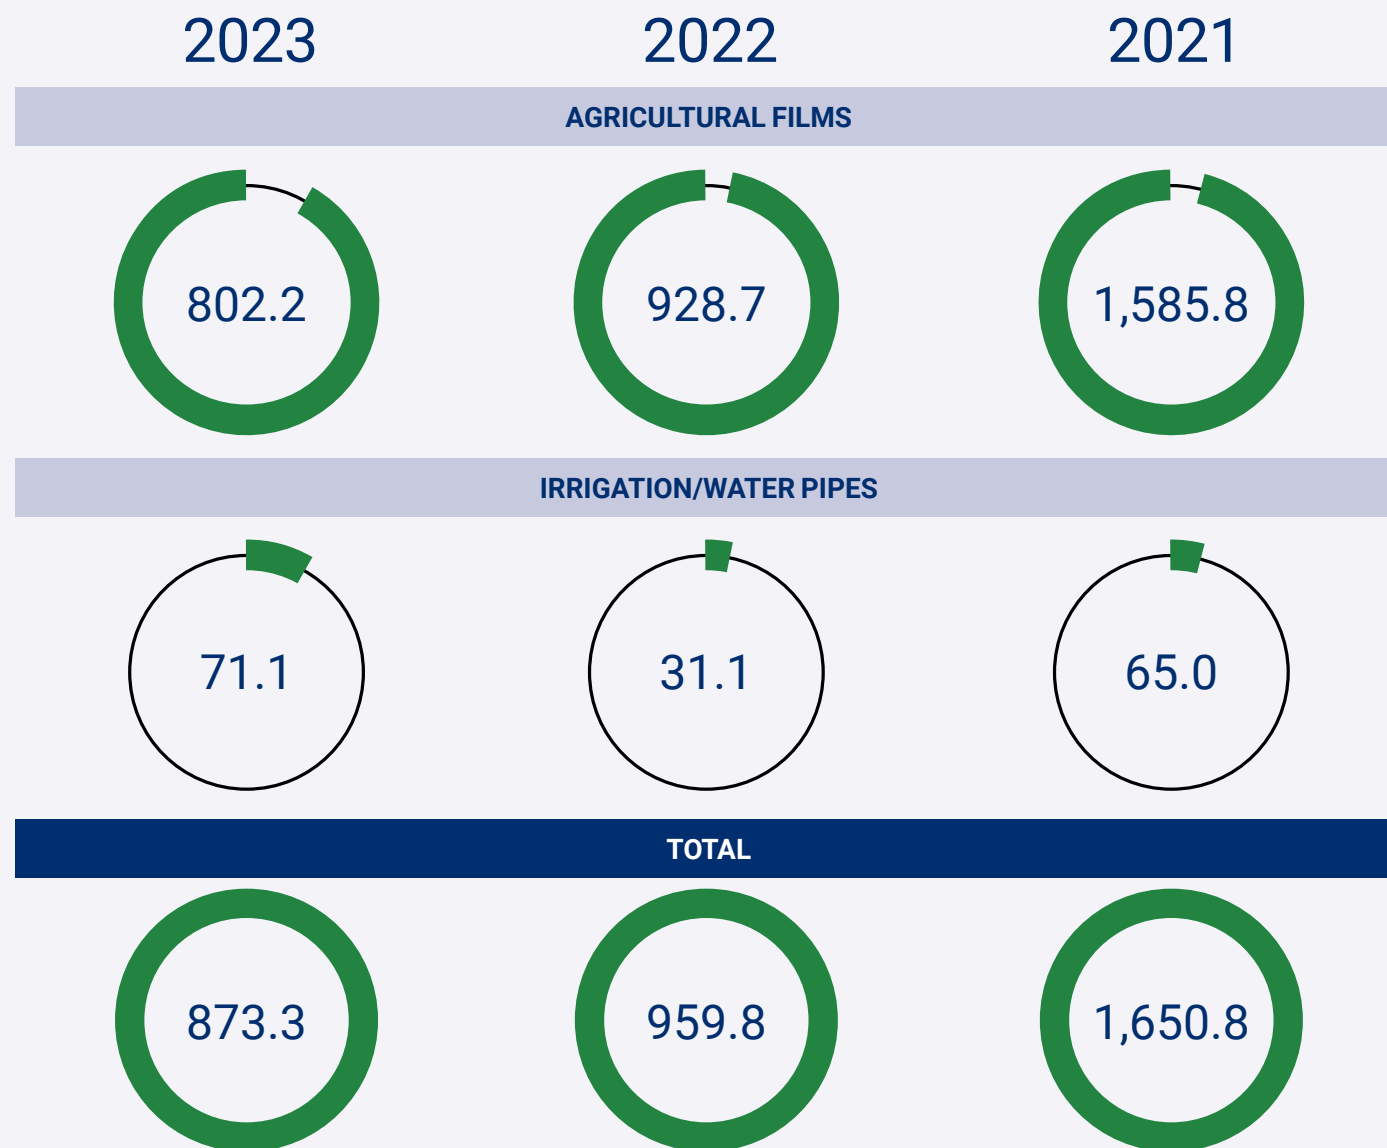 2023 2022 2021
AGRICULTURAL FILMS
802.2 928.7 1,585.8
IRRIGATION/WATER PIPES
71.1 31.1 65.0
TOTAL
873.3 959.8 1,650.8